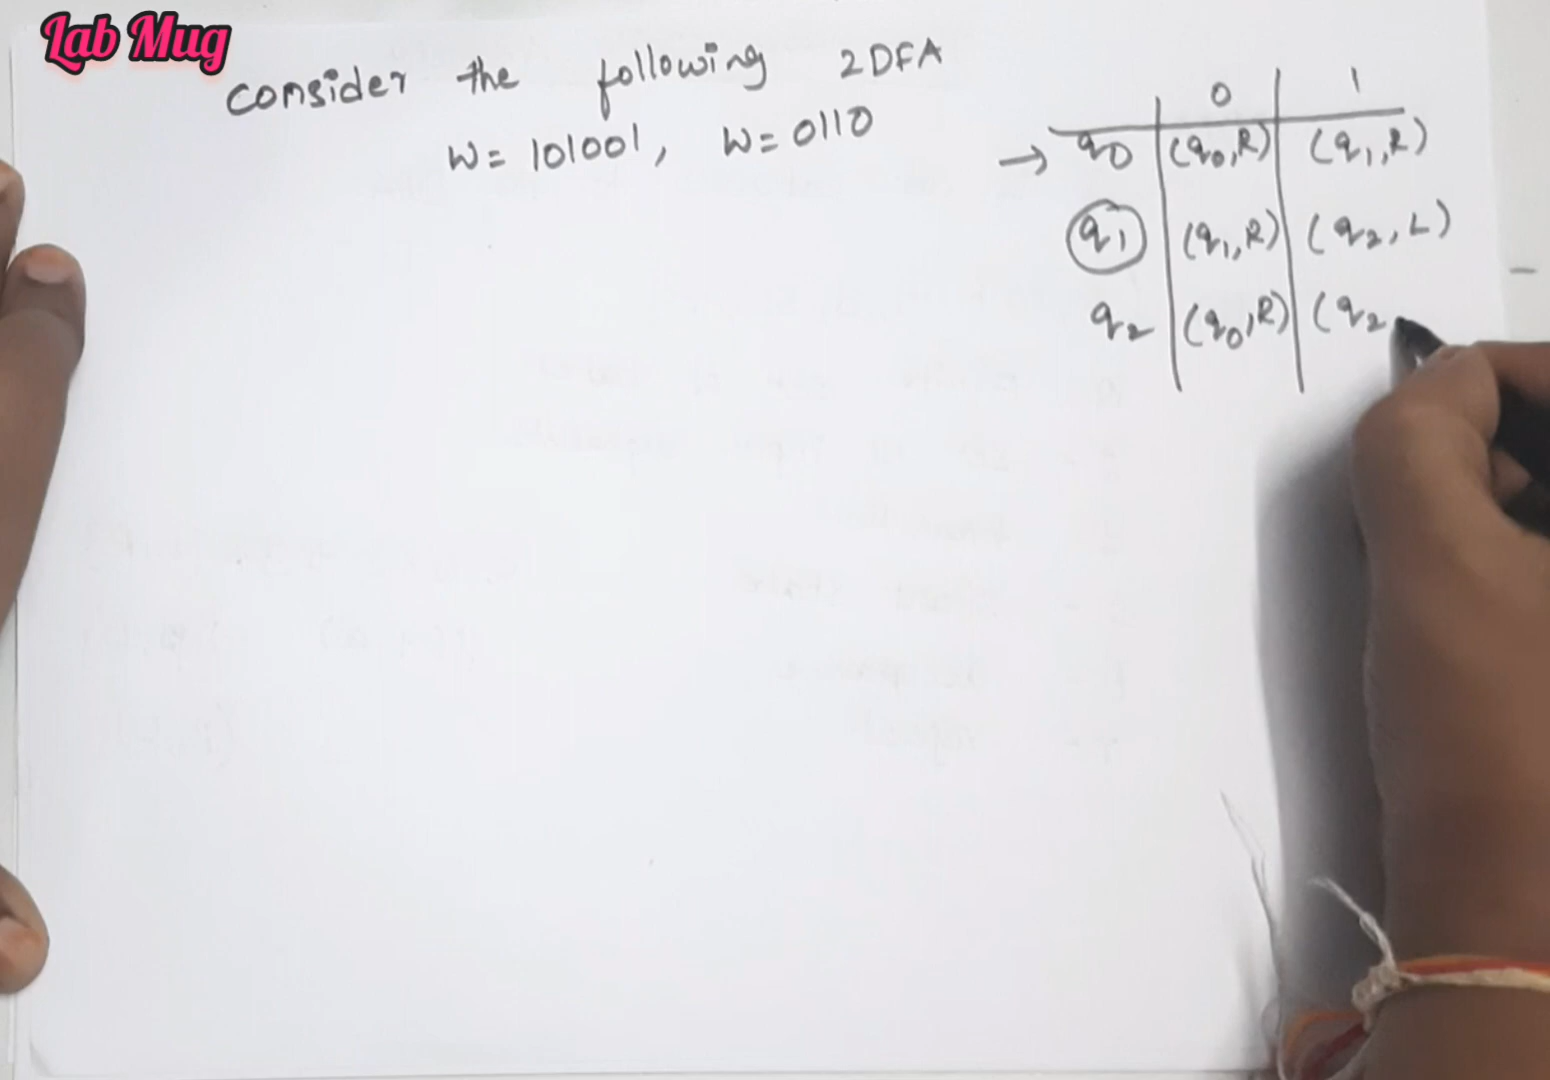 Lab Mug
consider the following 2DFA
W= 101001, W= 0110
0 1
→ q0 (q0,R) (q1,R)
q1 (q1,R) (q2,L)
q2 (q0,R) (q2